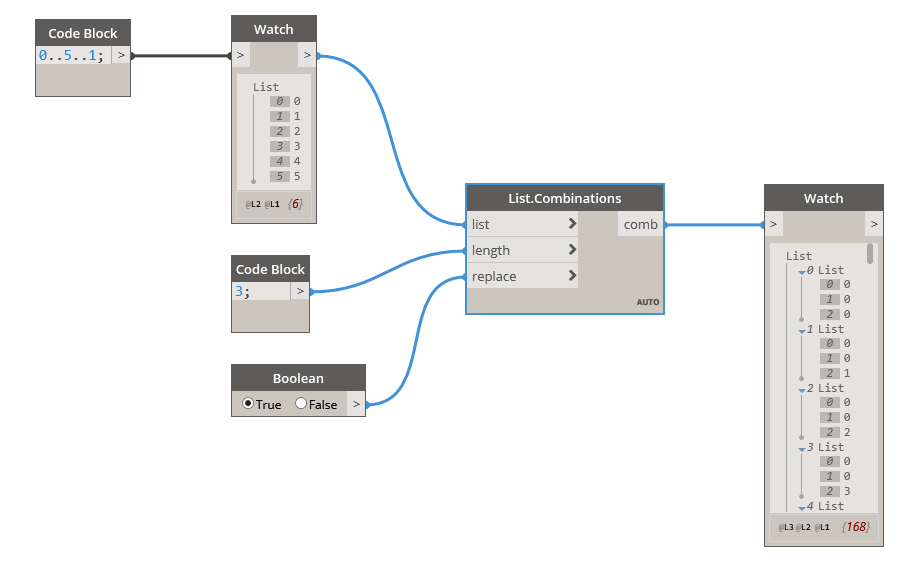 Code Block
0..5..1; >
Watch
> >
List
0 0
1 1
2 2
3 3
4 4
5 5
@L2 @L1 {6}
Code Block
3; >
Boolean
True False >
List.Combinations
list comb
length
replace
AUTO
Watch
> >
List
0 List
0 0
1 0
2 0
1 List
0 0
1 0
2 1
2 List
0 0
1 0
2 2
3 List
0 0
1 0
2 3
4 List
@L3 @L2 @L1 {168}